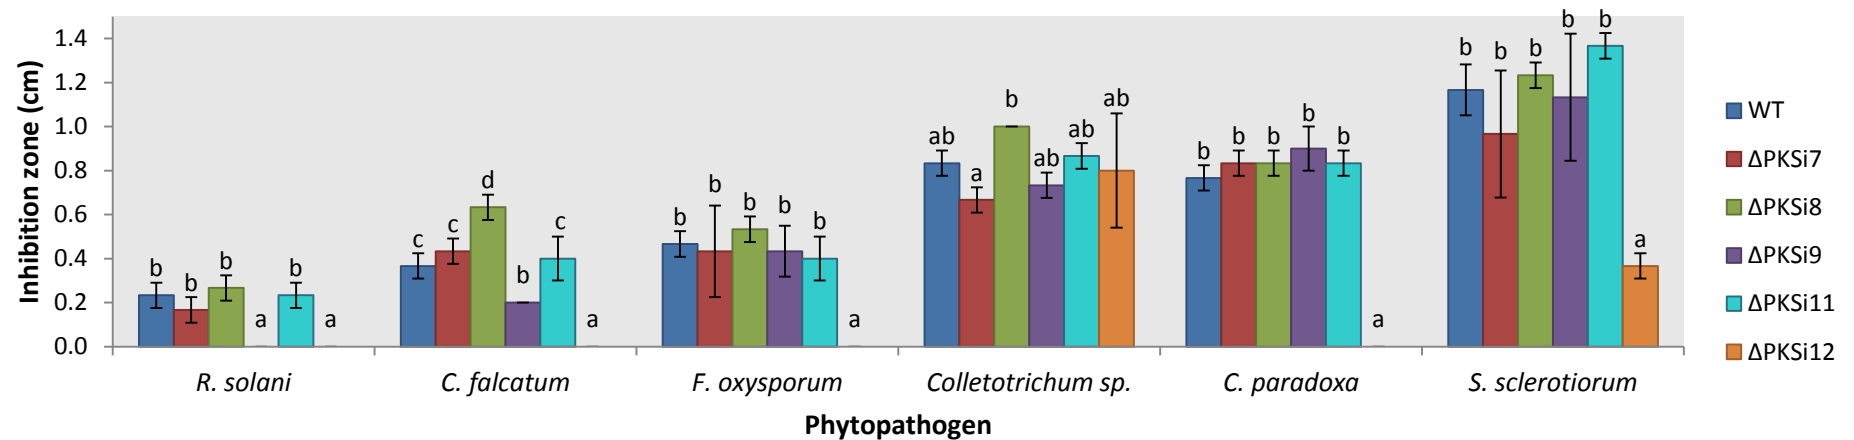 Inhibition zone (cm)
1.4
1.2
1.0
0.8
0.6
0.4
0.2
0.0
b b b a b a
c c d b c a
b b b b b a
ab a b ab ab ab
b b b b b a
b b b b b a
R. solani C. falcatum F. oxysporum Colletotrichum sp. C. paradoxa S. sclerotiorum
Phytopathogen
WT
ΔPKSi7
ΔPKSi8
ΔPKSi9
ΔPKSi11
ΔPKSi12